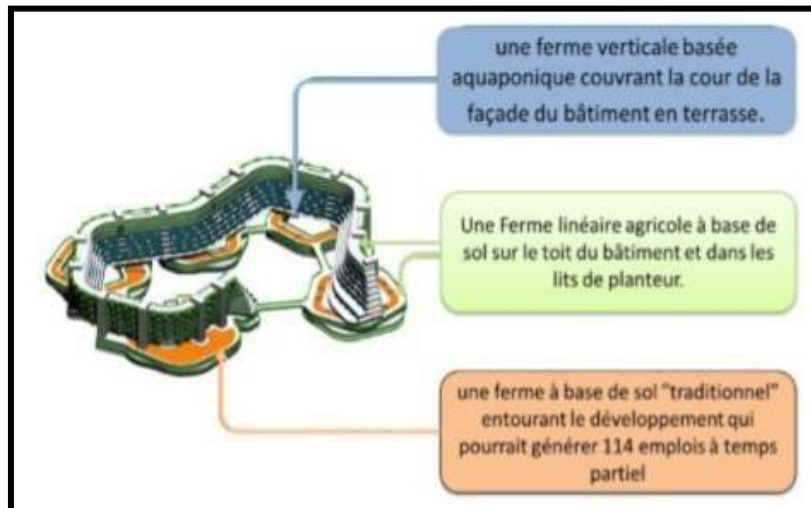 une ferme verticale basée
aquaponique couvrant la cour de la
façade du bâtiment en terrasse.
Une Ferme linéaire agricole à base de
sol sur le toit du bâtiment et dans les
lits de planteur.
une ferme à base de sol "traditionnel"
entourant le développement qui
pourrait générer 114 emplois à temps
partiel